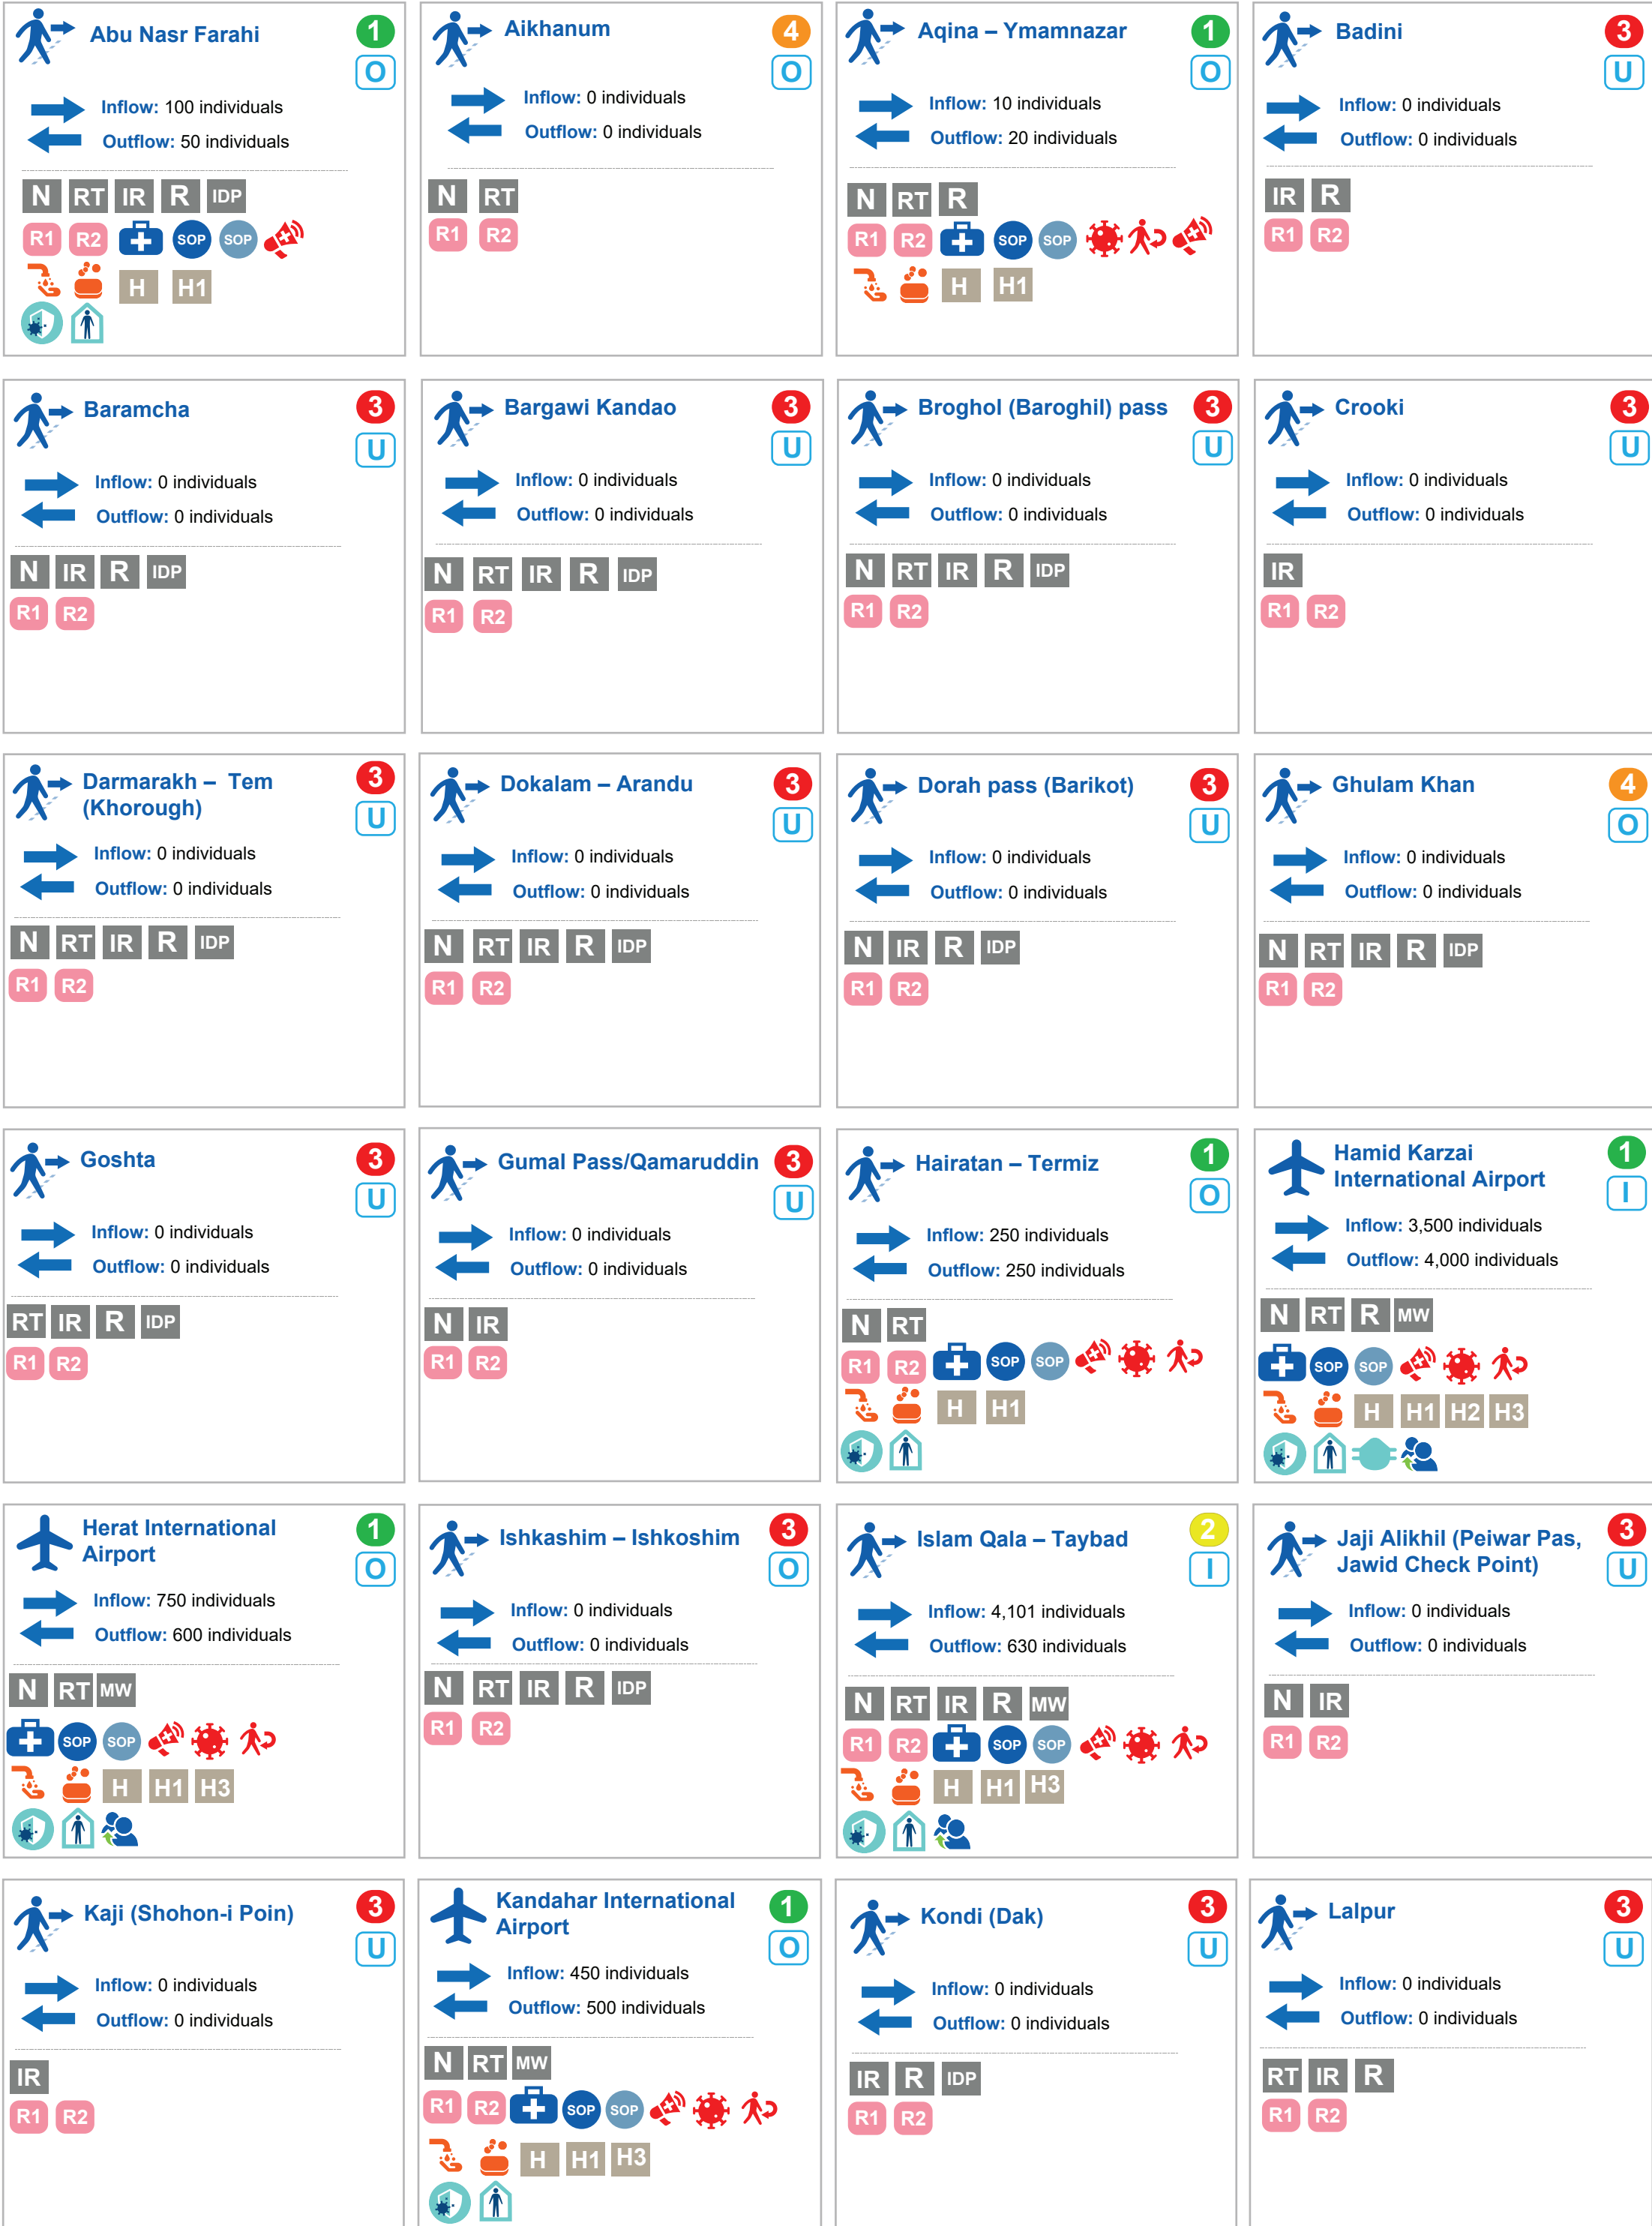 Abu Nasr Farahi
1
O
Inflow: 100 individuals
Outflow: 50 individuals
N RT IR R IDP
R1 R2 SOP SOP
H H1
Aikhanum
4
O
Inflow: 0 individuals
Outflow: 0 individuals
N RT
R1 R2
Aqina – Ymamnazar
1
O
Inflow: 10 individuals
Outflow: 20 individuals
N RT R
R1 R2 SOP SOP
H H1
Badini
3
U
Inflow: 0 individuals
Outflow: 0 individuals
IR R
R1 R2
Baramcha
3
U
Inflow: 0 individuals
Outflow: 0 individuals
N IR R IDP
R1 R2
Bargawi Kandao
3
U
Inflow: 0 individuals
Outflow: 0 individuals
N RT IR R IDP
R1 R2
Broghol (Baroghil) pass
3
U
Inflow: 0 individuals
Outflow: 0 individuals
N RT IR R IDP
R1 R2
Crooki
3
U
Inflow: 0 individuals
Outflow: 0 individuals
IR
R1 R2
Darmarakh – Tem
(Khorough)
3
U
Inflow: 0 individuals
Outflow: 0 individuals
N RT IR R IDP
R1 R2
Dokalam – Arandu
3
U
Inflow: 0 individuals
Outflow: 0 individuals
N RT IR R IDP
R1 R2
Dorah pass (Barikot)
3
U
Inflow: 0 individuals
Outflow: 0 individuals
N IR R IDP
R1 R2
Ghulam Khan
4
O
Inflow: 0 individuals
Outflow: 0 individuals
N RT IR R IDP
R1 R2
Goshta
3
U
Inflow: 0 individuals
Outflow: 0 individuals
RT IR R IDP
R1 R2
Gumal Pass/Qamaruddin
3
U
Inflow: 0 individuals
Outflow: 0 individuals
N IR
R1 R2
Hairatan – Termiz
1
O
Inflow: 250 individuals
Outflow: 250 individuals
N RT
R1 R2 SOP SOP
H H1
Hamid Karzai
International Airport
1
I
Inflow: 3,500 individuals
Outflow: 4,000 individuals
N RT R MW
SOP SOP
H H1 H2 H3
Herat International
Airport
1
O
Inflow: 750 individuals
Outflow: 600 individuals
N RT MW
SOP SOP
H H1 H3
Ishkashim – Ishkoshim
3
O
Inflow: 0 individuals
Outflow: 0 individuals
N RT IR R IDP
R1 R2
Islam Qala – Taybad
2
I
Inflow: 4,101 individuals
Outflow: 630 individuals
N RT IR R MW
R1 R2 SOP SOP
H H1 H3
Jaji Alikhil (Peiwar Pas,
Jawid Check Point)
3
U
Inflow: 0 individuals
Outflow: 0 individuals
N IR
R1 R2
Kaji (Shohon-i Poin)
3
U
Inflow: 0 individuals
Outflow: 0 individuals
IR
R1 R2
Kandahar International
Airport
1
O
Inflow: 450 individuals
Outflow: 500 individuals
N RT MW
R1 R2 SOP SOP
H H1 H3
Kondi (Dak)
3
U
Inflow: 0 individuals
Outflow: 0 individuals
IR R IDP
R1 R2
Lalpur
3
U
Inflow: 0 individuals
Outflow: 0 individuals
RT IR R
R1 R2